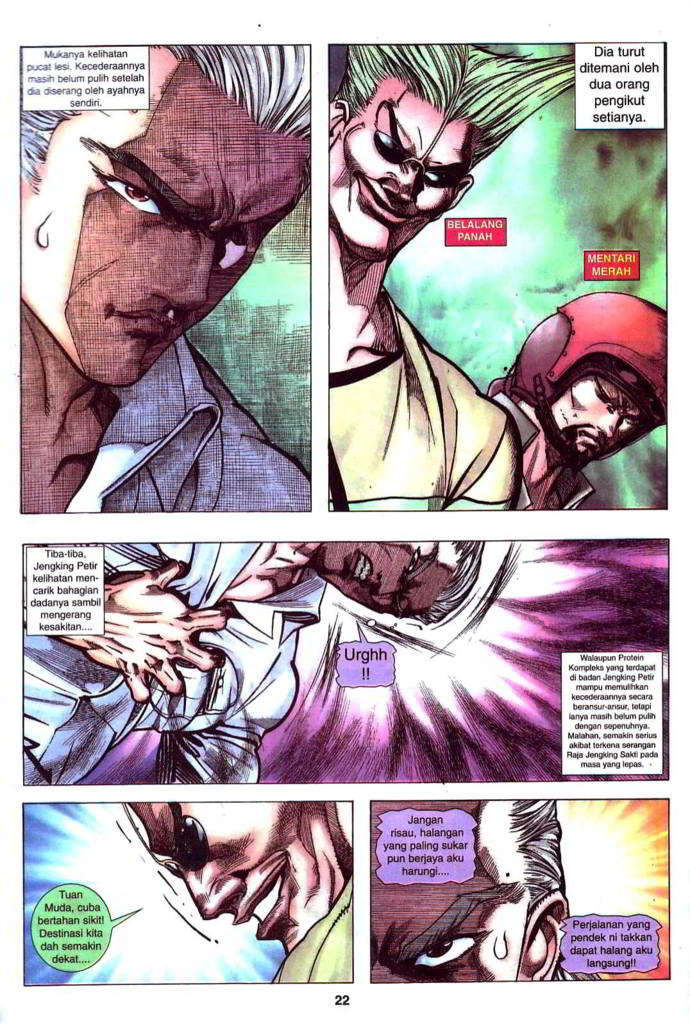 Mukanya kelihatan
pucat lesi. Kecederaannya
masih belum pulih setelah
dia diserang oleh ayahnya
sendiri.
Dia turut
ditemani oleh
dua orang
pengikut
setianya.
BELALANG
PANAH
MENTARI
MERAH
Tiba-tiba,
Jengking Petir
kelihatan men-
carik bahagian
dadanya sambil
mengerang
kesakitan....
Urghh
!!
Walaupun Protein
Kompleks yang terdapat
di badan Jengking Petir
mampu memulihkan
kecederaannya secara
beransur-ansur, tetapi
ianya masih belum pulih
dengan sepenuhnya.
Malahan, semakin serius
akibat terkena serangan
Raja Jengking Sakti pada
masa yang lepas.
Tuan
Muda, cuba
bertahan sikit!
Destinasi kita
dah semakin
dekat....
Jangan
risau, halangan
yang paling sukar
pun berjaya aku
harungi....
Perjalanan yang
pendek ni takkan
dapat halang aku
langsung!!
22